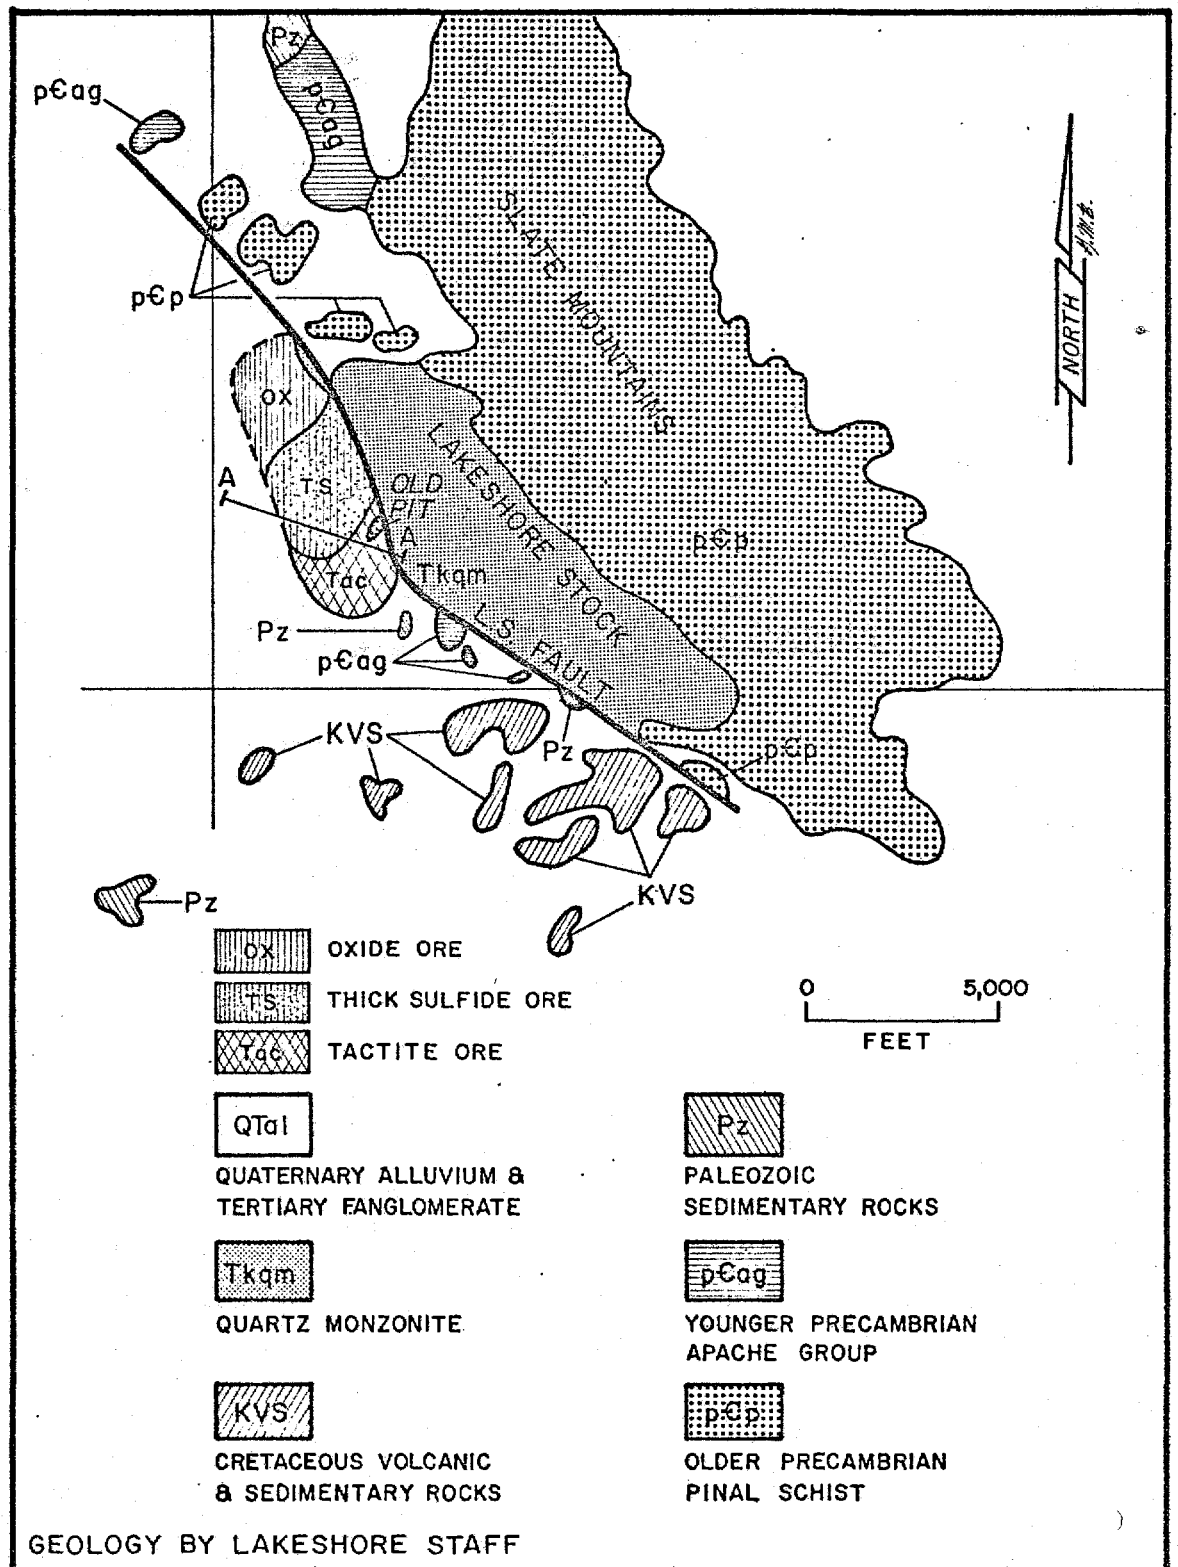 Pz
pЄag
pЄag
SLATE MOUNTAINS
H.M.B.
NORTH
pЄp
OX
LAKESHORE STOCK
A
TS
OLD
PIT
A
pЄp
Tac
Tkqm
Pz
L.S. FAULT
pЄag
KVS
Pz
pЄp
Pz
KVS
OX OXIDE ORE
TS THICK SULFIDE ORE
Tac TACTITE ORE
0 5,000
FEET
QTal
QUATERNARY ALLUVIUM &
TERTIARY FANGLOMERATE
Pz
PALEOZOIC
SEDIMENTARY ROCKS
Tkqm
QUARTZ MONZONITE
pЄag
YOUNGER PRECAMBRIAN
APACHE GROUP
KVS
CRETACEOUS VOLCANIC
& SEDIMENTARY ROCKS
pЄp
OLDER PRECAMBRIAN
PINAL SCHIST
GEOLOGY BY LAKESHORE STAFF